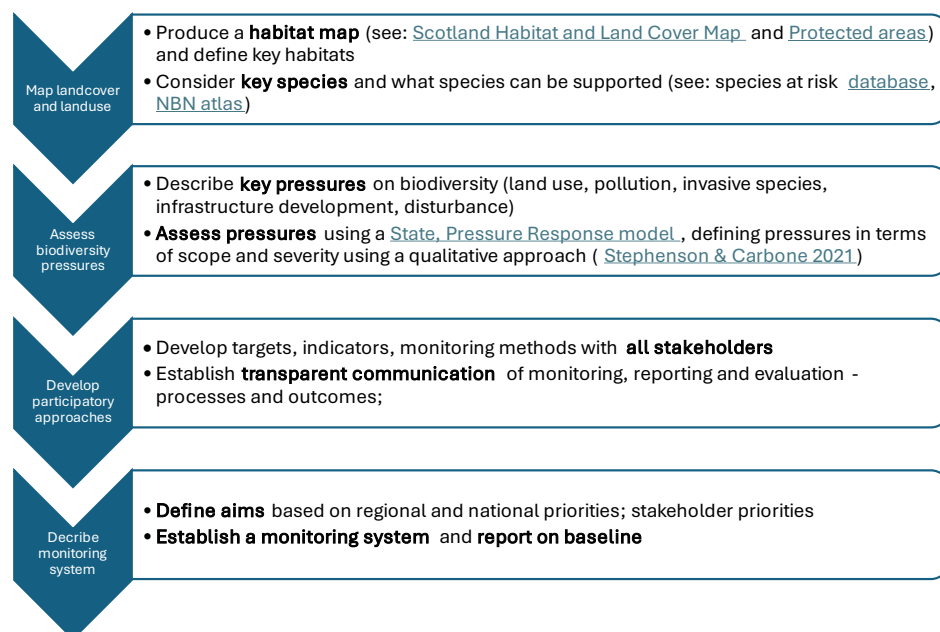 Map landcover
and landuse
• Produce a habitat map (see: Scotland Habitat and Land Cover Map and Protected areas)
and define key habitats
• Consider key species and what species can be supported (see: species at risk database,
NBN atlas)
Assess
biodiversity
pressures
• Describe key pressures on biodiversity (land use, pollution, invasive species,
infrastructure development, disturbance)
• Assess pressures using a State, Pressure Response model , defining pressures in terms
of scope and severity using a qualitative approach ( Stephenson & Carbone 2021)
Develop
participatory
approaches
• Develop targets, indicators, monitoring methods with all stakeholders
• Establish transparent communication of monitoring, reporting and evaluation -
processes and outcomes;
Decribe
monitoring
system
• Define aims based on regional and national priorities; stakeholder priorities
• Establish a monitoring system and report on baseline